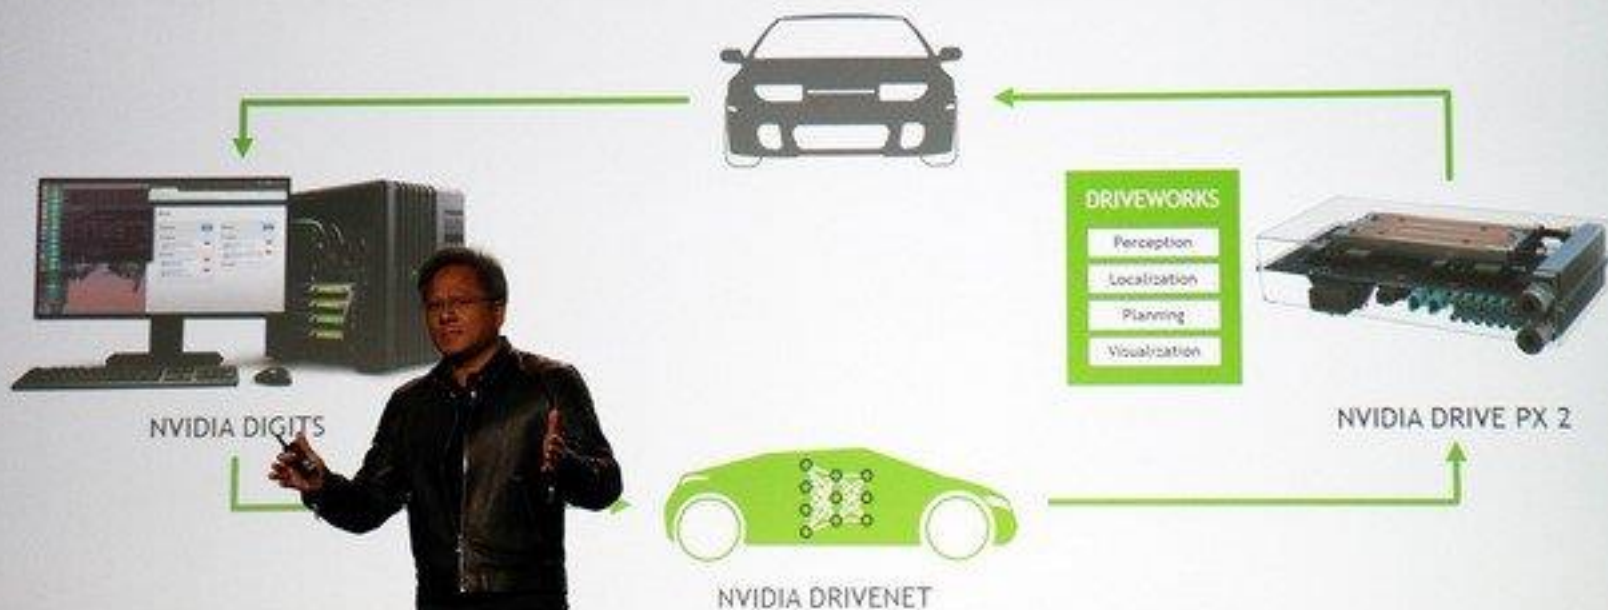 DRIVEWORKS
Perception
Localization
Planning
Visualization
NVIDIA DIGITS
NVIDIA DRIVE PX 2
NVIDIA DRIVENET